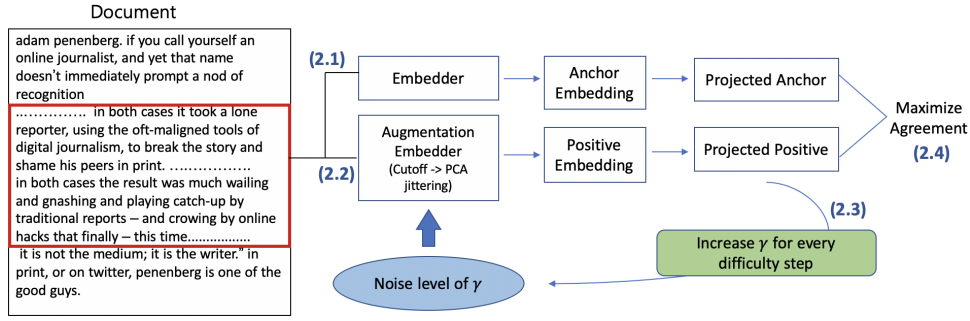 Document
adam penenberg. if you call yourself an
online journalist, and yet that name
doesn't immediately prompt a nod of
recognition
...………… in both cases it took a lone
reporter, using the oft-maligned tools of
digital journalism, to break the story and
shame his peers in print. ….……………
in both cases the result was much wailing
and gnashing and playing catch-up by
traditional reports – and crowing by online
hacks that finally – this time.................
it is not the medium; it is the writer." in
print, or on twitter, penenberg is one of the
good guys.
(2.1)
(2.2)
Embedder
Augmentation
Embedder
(Cutoff -> PCA
jittering)
Anchor
Embedding
Positive
Embedding
Projected Anchor
Projected Positive
Maximize
Agreement
(2.4)
(2.3)
Increase γ for every
difficulty step
Noise level of γ